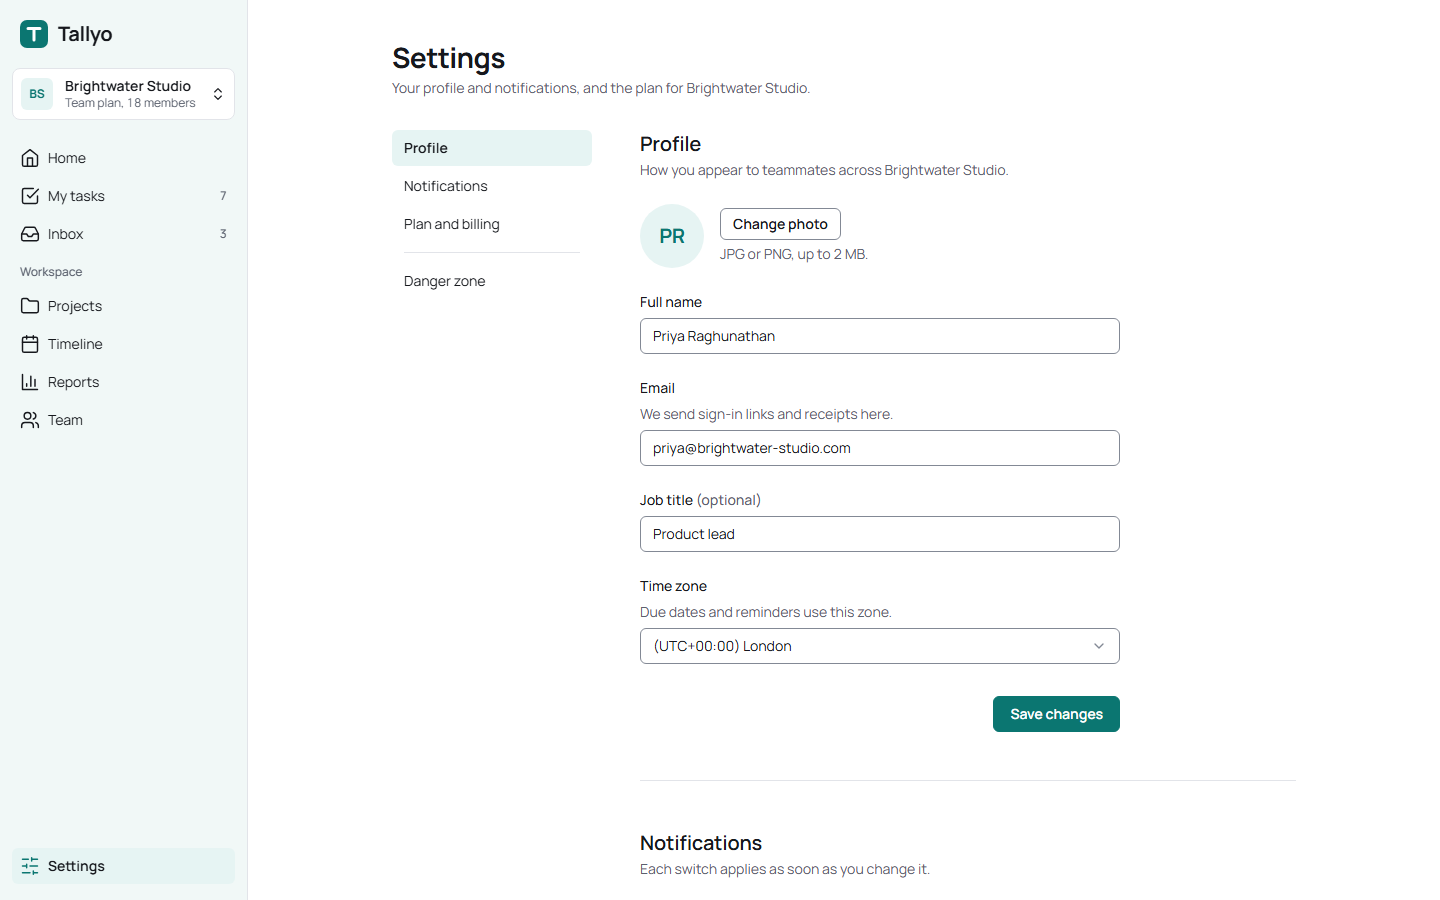 Tallyo
BS
Brightwater Studio
Team plan, 18 members
Home
My tasks 7
Inbox 3
Workspace
Projects
Timeline
Reports
Team
Settings
Settings
Your profile and notifications, and the plan for Brightwater Studio.
Profile
Notifications
Plan and billing
Danger zone
Profile
How you appear to teammates across Brightwater Studio.
PR
Change photo
JPG or PNG, up to 2 MB.
Full name
Priya Raghunathan
Email
We send sign-in links and receipts here.
priya@brightwater-studio.com
Job title (optional)
Product lead
Time zone
Due dates and reminders use this zone.
(UTC+00:00) London
Save changes
Notifications
Each switch applies as soon as you change it.